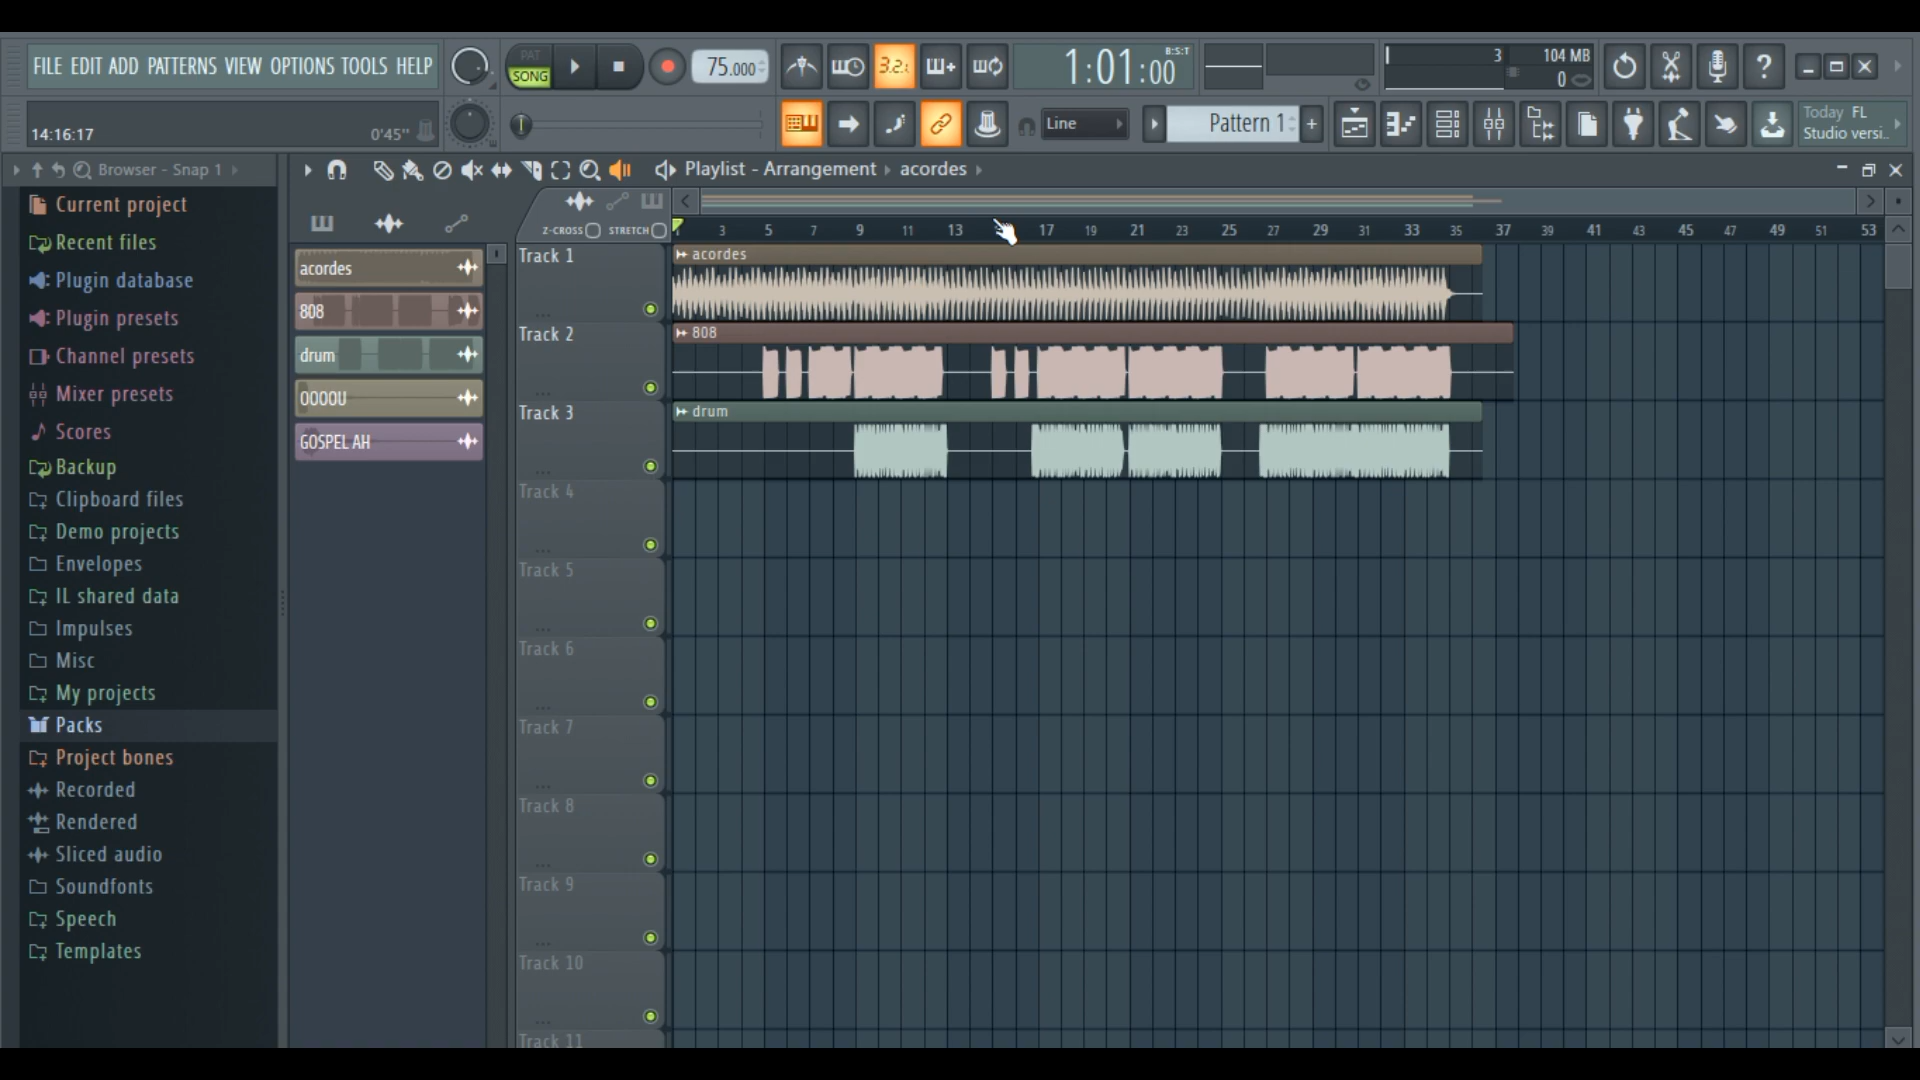 FILE EDIT ADD PATTERNS VIEW OPTIONS TOOLS HELP
PAT
SONG
75.000
3.2.
1:01:00
B:S:T
3
104 MB
0
14:16:17
0'45"
Line
Pattern 1
Today FL
Studio versi..
Browser - Snap 1
Playlist - Arrangement
acordes
Current project
Recent files
Plugin database
Plugin presets
Channel presets
Mixer presets
Scores
Backup
Clipboard files
Demo projects
Envelopes
IL shared data
Impulses
Misc
My projects
Packs
Project bones
Recorded
Rendered
Sliced audio
Soundfonts
Speech
Templates
acordes
808
drum
OOOOU
GOSPEL AH
Z-CROSS
STRETCH
3 5 7 9 11 13 17 19 21 23 25 27 29 31 33 35 37 39 41 43 45 47 49 51 53
Track 1
acordes
Track 2
808
Track 3
drum
Track 4
Track 5
Track 6
Track 7
Track 8
Track 9
Track 10
Track 11